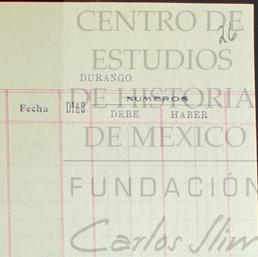 CENTRO DE
26
ESTUDIOS
DURANGO.
DE HISTORIA
Fecha DIAS NUMEROS
DEBE HABER
DE MEXICO
FUNDACIÓN
Carlos Slim